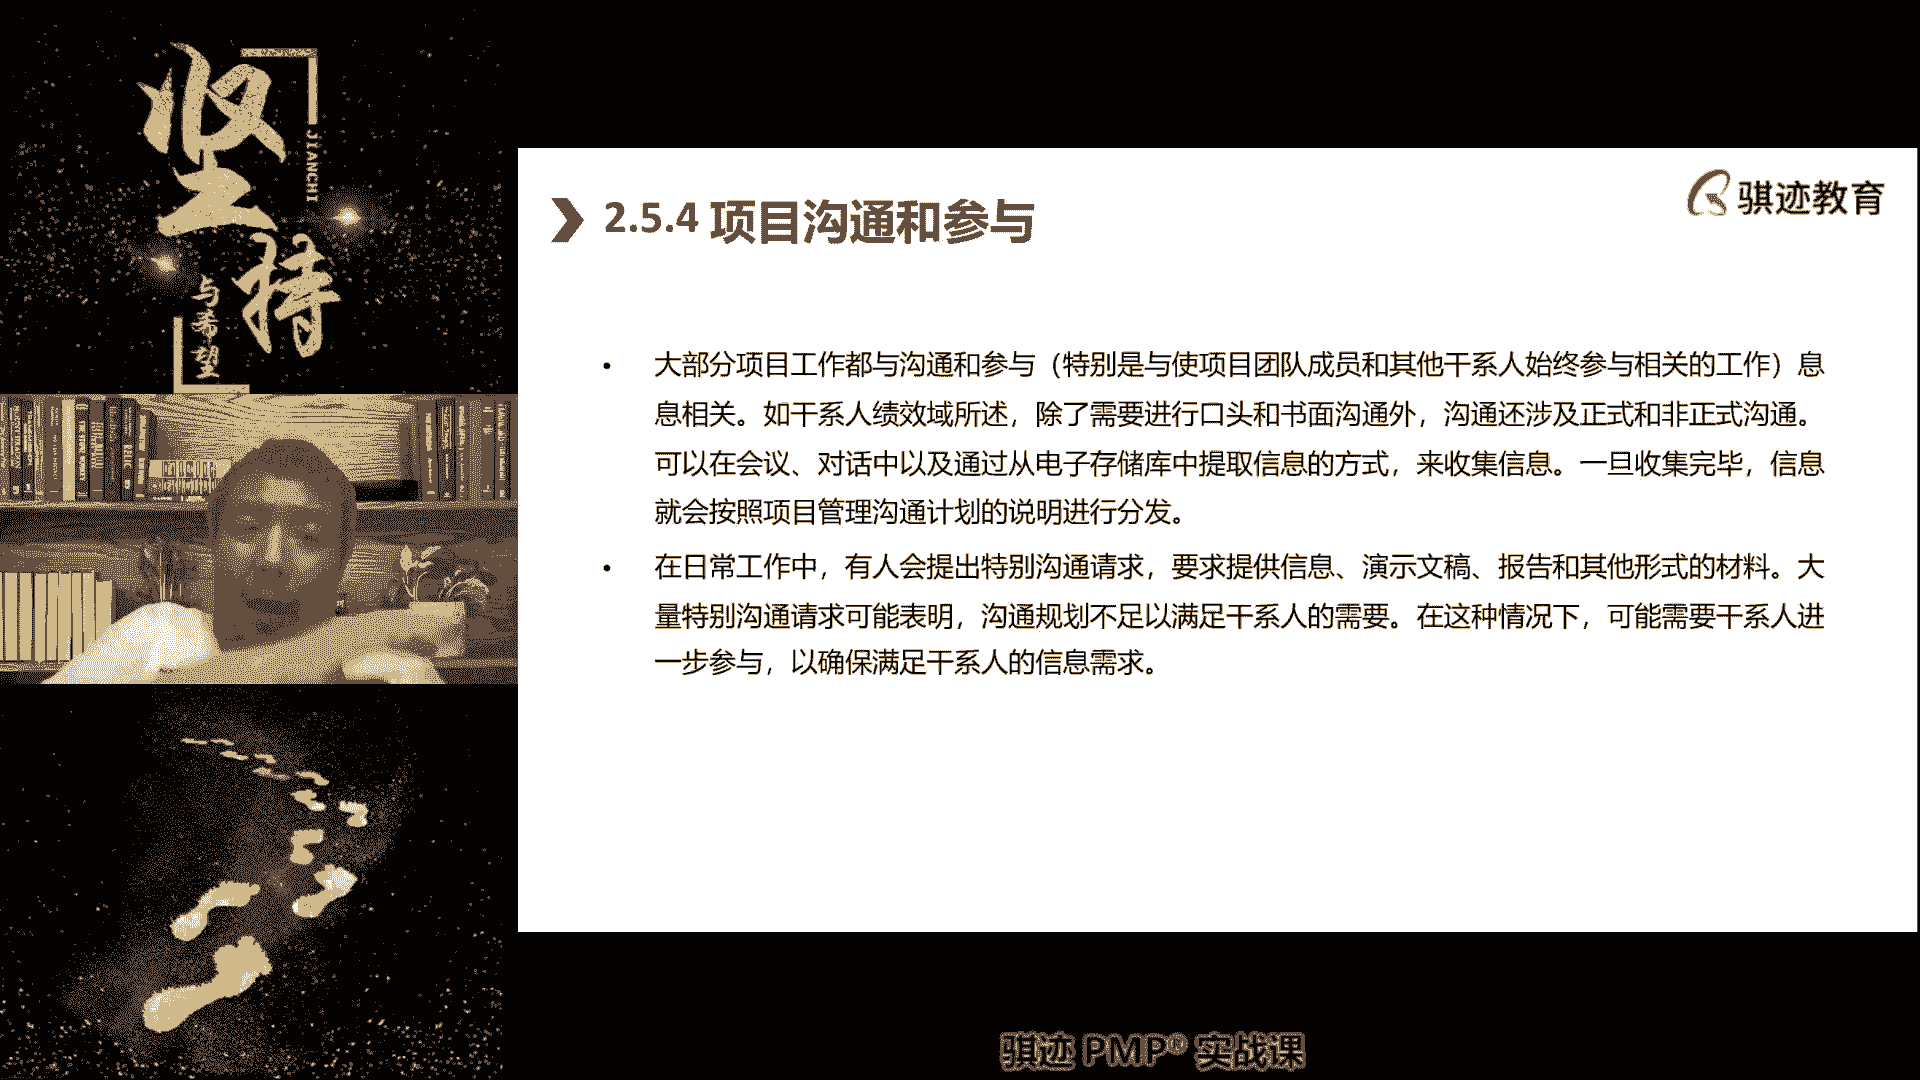 坚持
JIANCHI
与希望
骐迹教育
2.5.4 项目沟通和参与
• 大部分项目工作都与沟通和参与（特别是与使项目团队成员和其他干系人始终参与相关的工作）息
息相关。如干系人绩效域所述，除了需要进行口头和书面沟通外，沟通还涉及正式和非正式沟通。
可以在会议、对话中以及通过从电子存储库中提取信息的方式，来收集信息。一旦收集完毕，信息
就会按照项目管理沟通计划的说明进行分发。
• 在日常工作中，有人会提出特别沟通请求，要求提供信息、演示文稿、报告和其他形式的材料。大
量特别沟通请求可能表明，沟通规划不足以满足干系人的需要。在这种情况下，可能需要干系人进
一步参与，以确保满足干系人的信息需求。
骐迹 PMP® 实战课